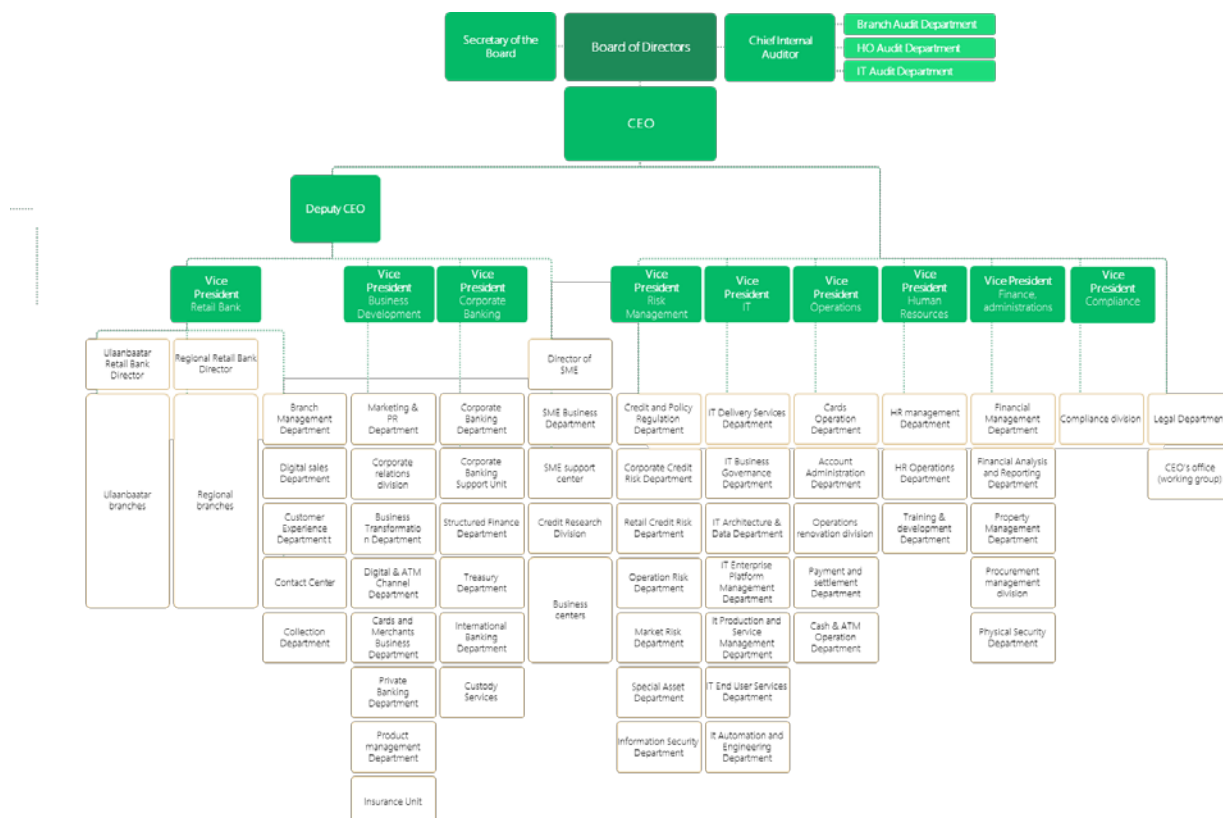 Secretary of the
Board
Board of Directors
Chief Internal
Auditor
Branch Audit Department
HO Audit Department
IT Audit Department
CEO
Deputy CEO
Vice
President
Retail Bank
Vice
President
Business
Development
Vice
President
Corporate
Banking
Vice
President
Risk
Management
Vice
President
IT
Vice
President
Operations
Vice
President
Human
Resources
Vice President
Finance,
administrations
Vice
President
Compliance
Ulaanbaatar
Retail Bank
Director
Regional Retail Bank
Director
Director of
SME
Ulaanbaatar
branches
Regional
branches
Branch
Management
Department
Digital sales
Department
Customer
Experience
Department t
Contact Center
Collection
Department
Marketing &
PR Department
Corporate
relations
division
Business
Transformatio
n Department
Digital & ATM
Channel
Department
Cards and
Merchants
Business
Department
Private
Banking
Department
Product
management
Department
Insurance Unit
Corporate
Banking
Department
Corporate
Banking
Support Unit
Structured Finance
Department
Treasury
Department
International
Banking
Department
Custody
Services
SME Business
Department
SME support
center
Credit Research
Division
Business
centers
Credit and Policy
Regulation
Department
Corporate Credit
Risk Department
Retail Credit Risk
Department
Operation Risk
Department
Market Risk
Department
Special Asset
Department
Information Security
Department
IT Delivery Services
Department
IT Business
Governance
Department
IT Architecture &
Data Department
IT Enterprise
Platform
Management
Department
It Production and
Service
Management
Department
IT End User Services
Department
It Automation and
Engineering
Department
Cards
Operation
Department
Account
Administration
Department
Operations
renovation division
Payment and
settlement
Department
Cash & ATM
Operation
Department
HR management
Department
HR Operations
Department
Training &
development
Department
Financial
Management
Department
Financial Analysis
and Reporting
Department
Property
Management
Department
Procurement
management
division
Physical Security
Department
Compliance division
Legal Department
CEO's office
(working group)